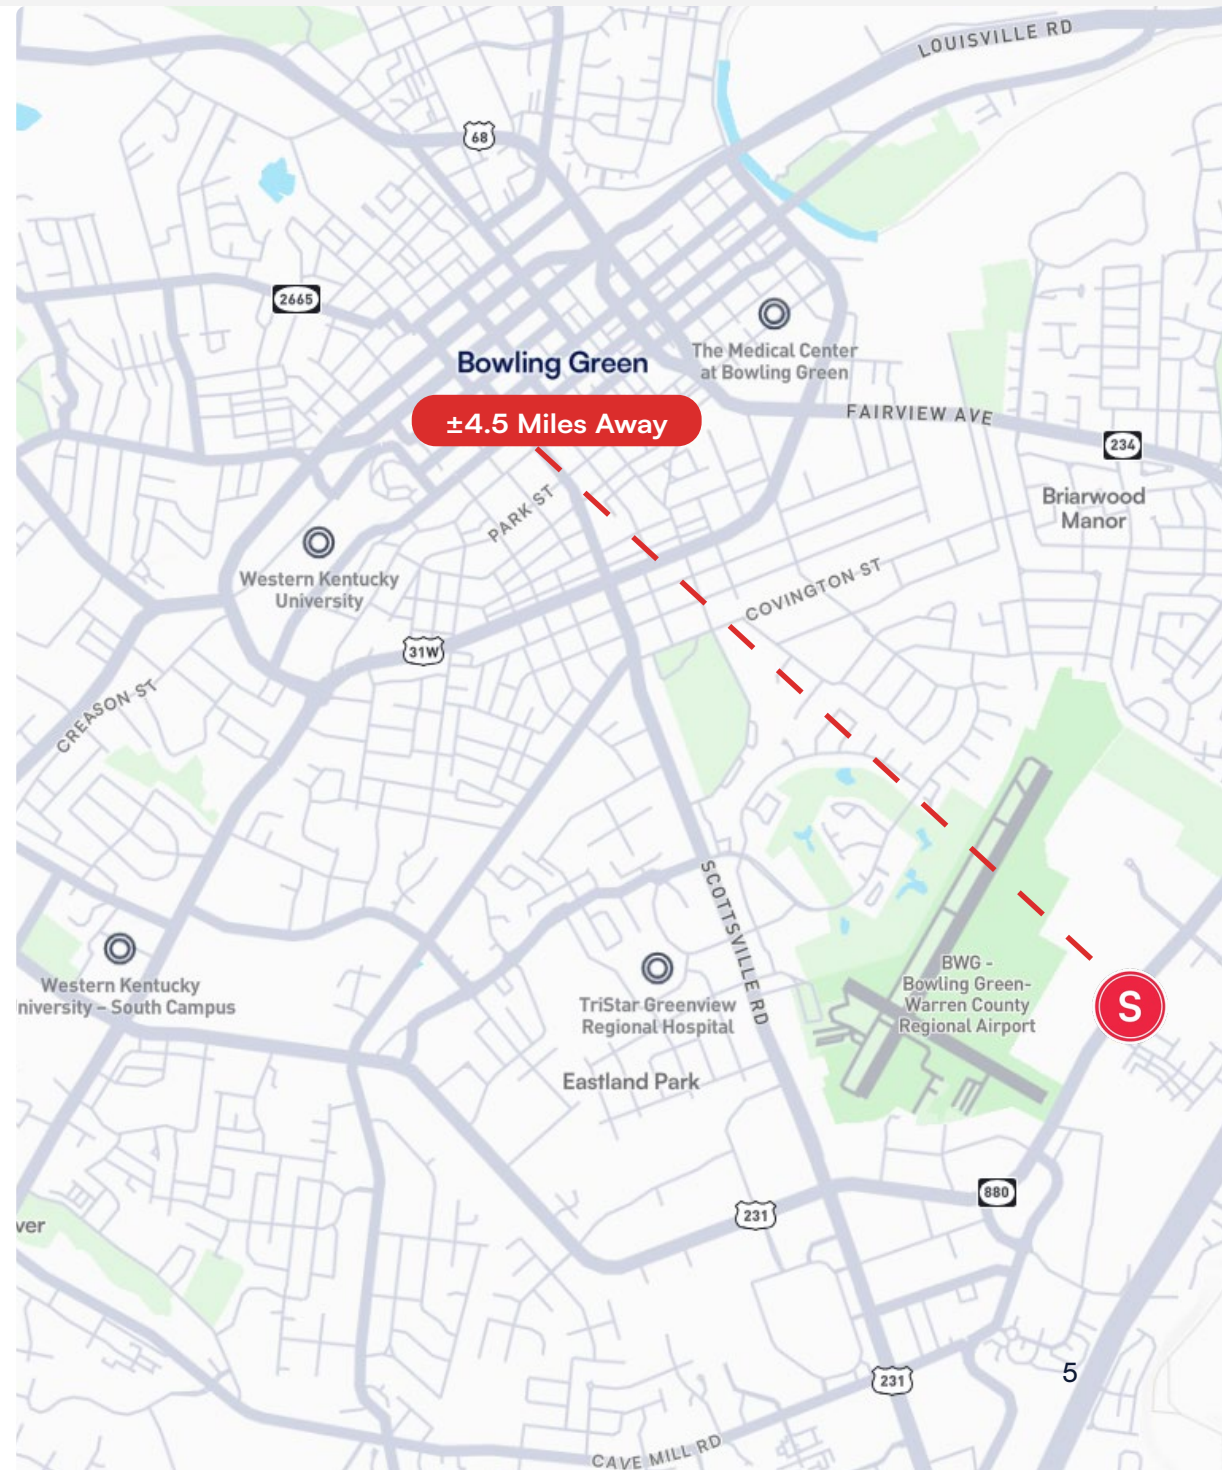 LOUISVILLE RD
68
2665
The Medical Center
at Bowling Green
Bowling Green
±4.5 Miles Away
FAIRVIEW AVE
234
Briarwood
Manor
PARK ST
Western Kentucky
University
COVINGTON ST
31W
CREASON ST
SCOTTSVILLE RD
Western Kentucky
niversity – South Campus
TriStar Greenview
Regional Hospital
BWG -
Bowling Green-
Warren County
Regional Airport
S
Eastland Park
880
231
ver
231
5
CAVE MILL RD